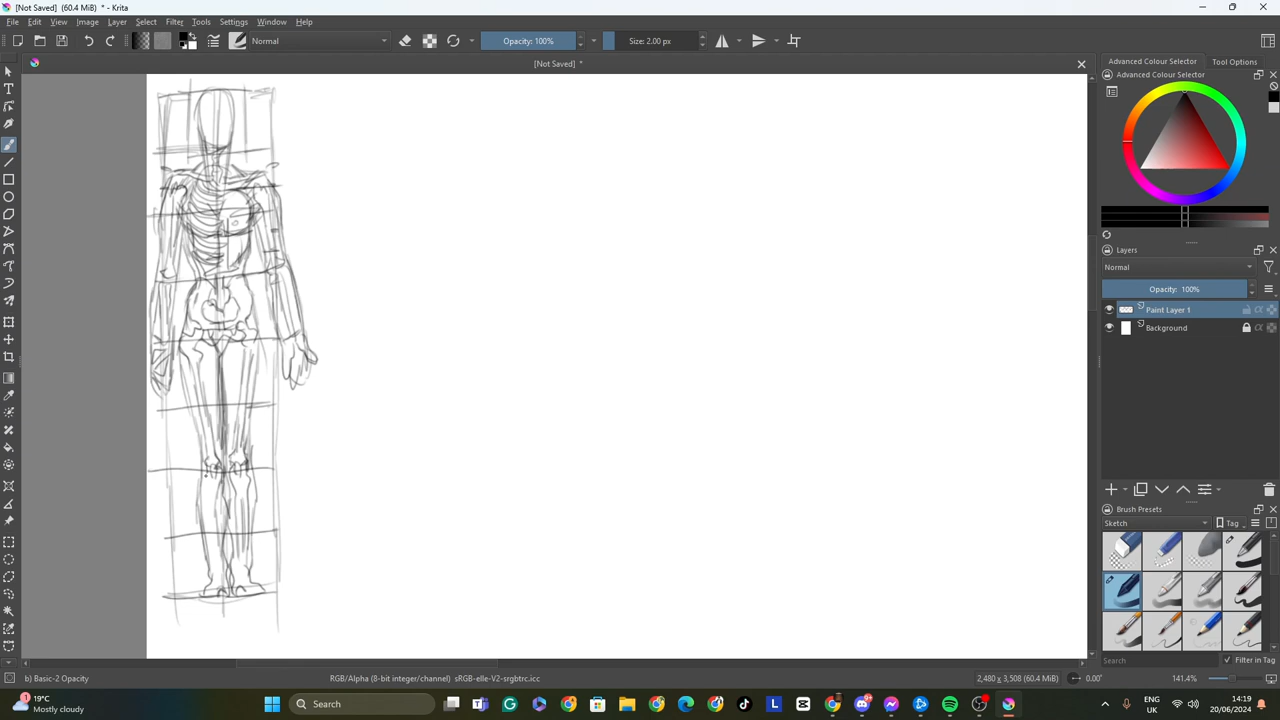 [Not Saved] (60.4 MiB) * - Krita
File Edit View Image Layer Select Filter Tools Settings Window Help
Normal
Opacity: 100%
Size: 2.00 px
[Not Saved] *
Advanced Colour Selector
Tool Options
Advanced Colour Selector
Layers
Normal
Opacity: 100%
Paint Layer 1
Background
Brush Presets
Sketch
Tag
Search
Filter in Tag
b) Basic-2 Opacity
RGB/Alpha (8-bit integer/channel) sRGB-elle-V2-srgbtrc.icc
2,480 x 3,508 (60.4 MiB)
0.00°
141.4%
19°C
Mostly cloudy
Search
ENG
UK
14:19
20/06/2024